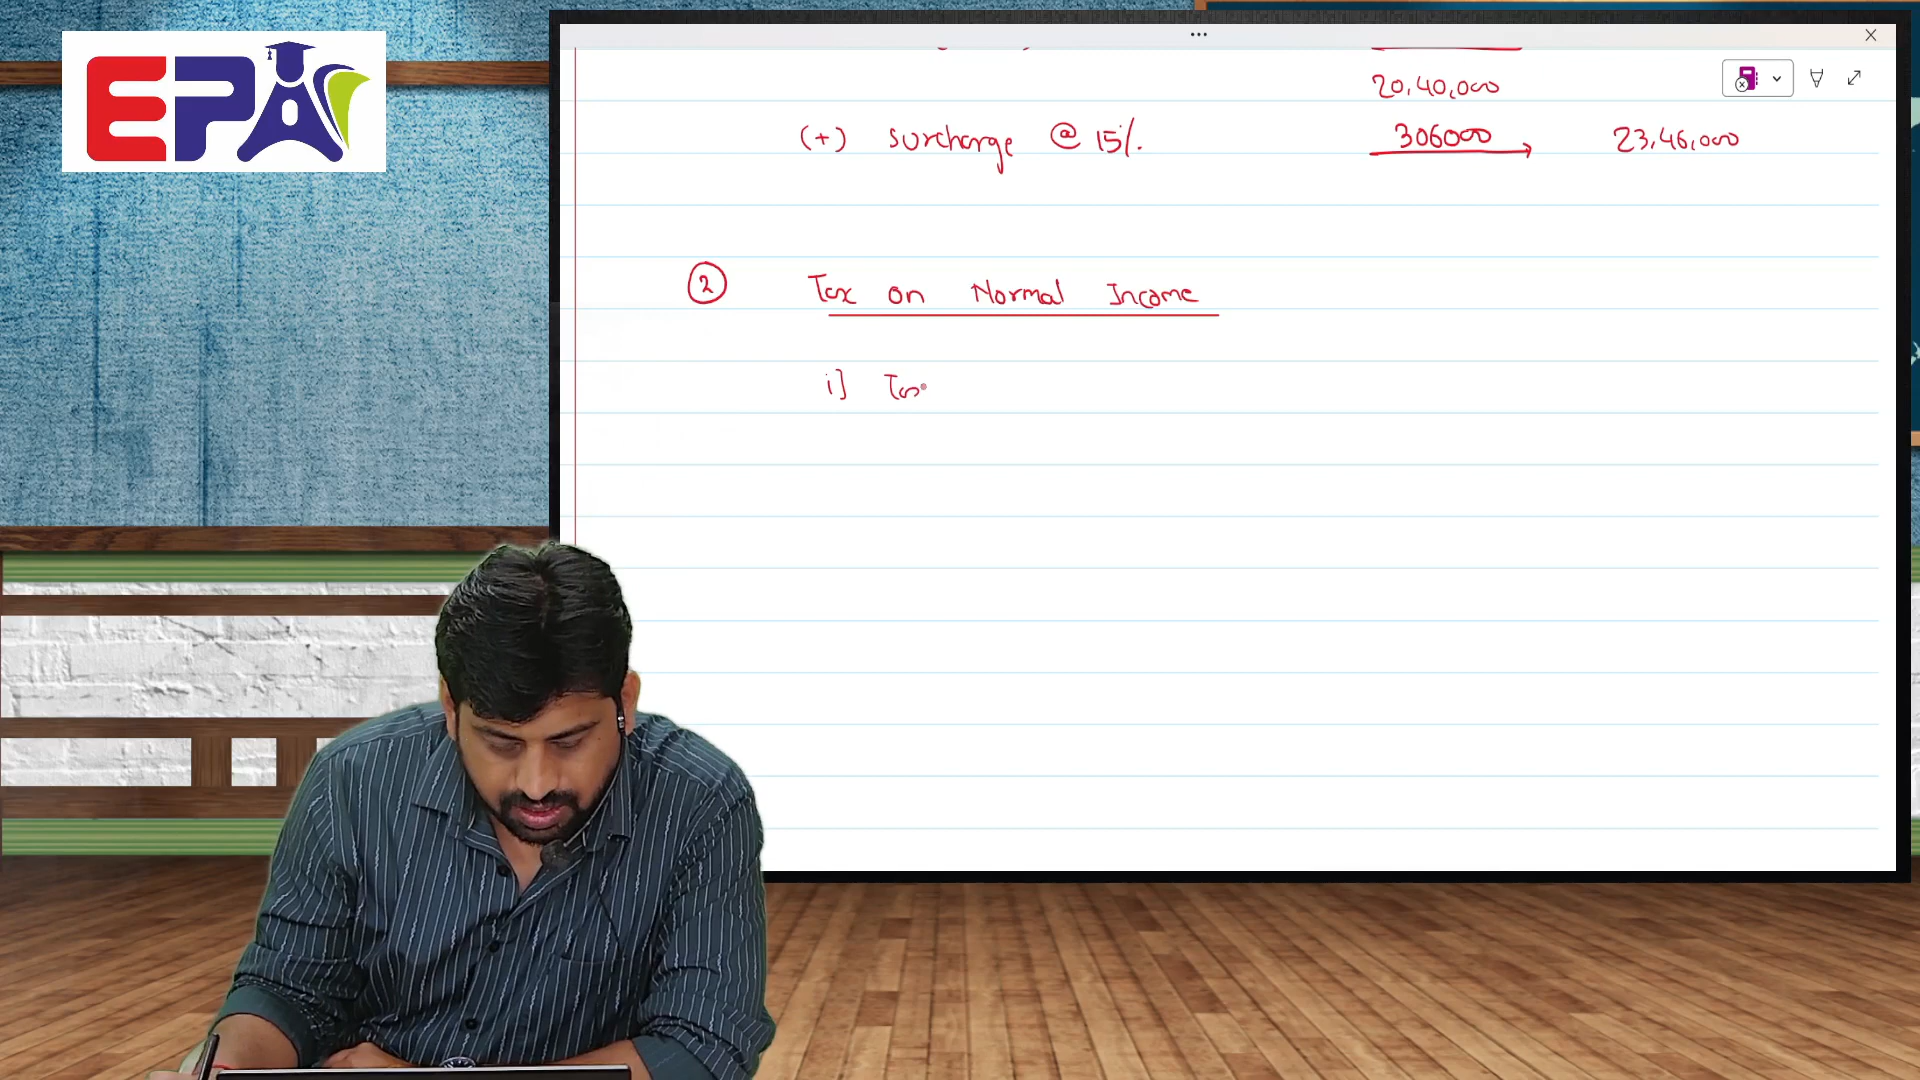 EPA
20,40,000
(+) Surcharge @ 15%. 306000 23,46,000
2 Tax on Normal Income
i] Tax